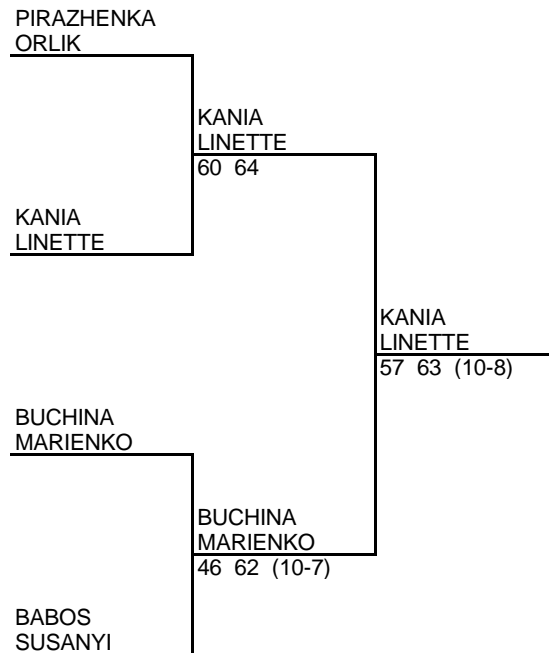 PIRAZHENKA
ORLIK
KANIA
LINETTE
60 64
KANIA
LINETTE
KANIA
LINETTE
57 63 (10-8)
BUCHINA
MARIENKO
BUCHINA
MARIENKO
46 62 (10-7)
BABOS
SUSANYI